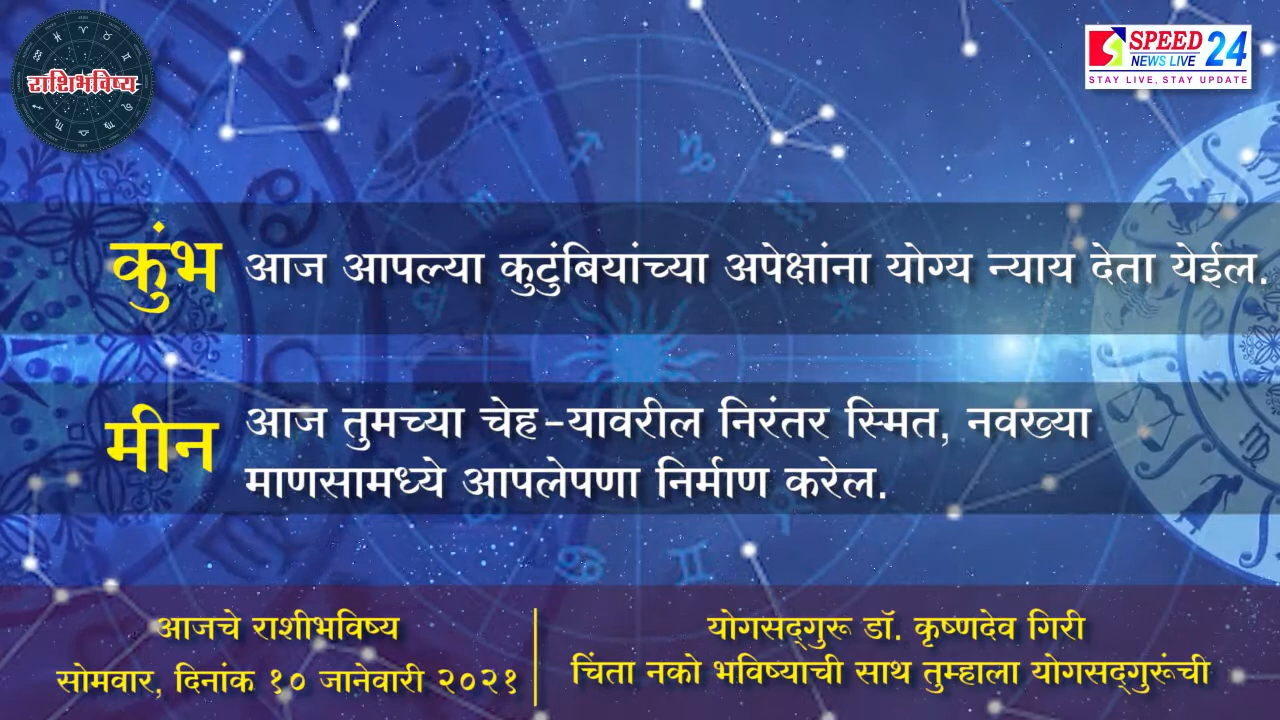 राशिभविष्य
SPEED 24
NEWS LIVE
STAY LIVE, STAY UPDATE
कुंभ
आज आपल्या कुटुंबियांच्या अपेक्षांना योग्य न्याय देता येईल.
मीन
आज तुमच्या चेह-यावरील निरंतर स्मित, नवख्या
माणसामध्ये आपलेपणा निर्माण करेल.
आजचे राशीभविष्य
सोमवार, दिनांक १० जानेवारी २०२१
योगसद्‌गुरू डॉ. कृष्णदेव गिरी
चिंता नको भविष्याची साथ तुम्हाला योगसद्‌गुरूंची